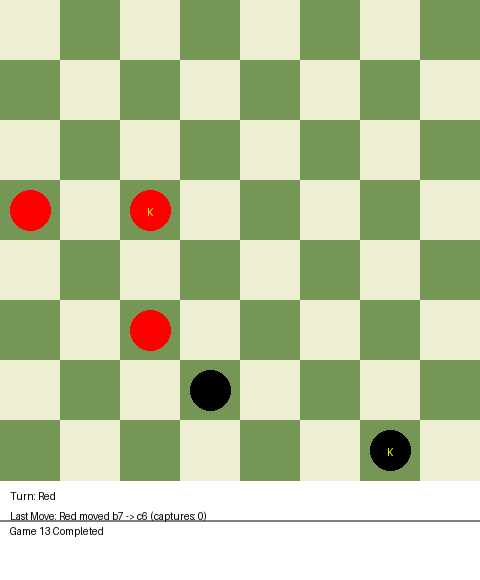 K
K
Turn: Red
Last Move: Red moved b7 -> c6 (captures: 0)
Game 13 Completed